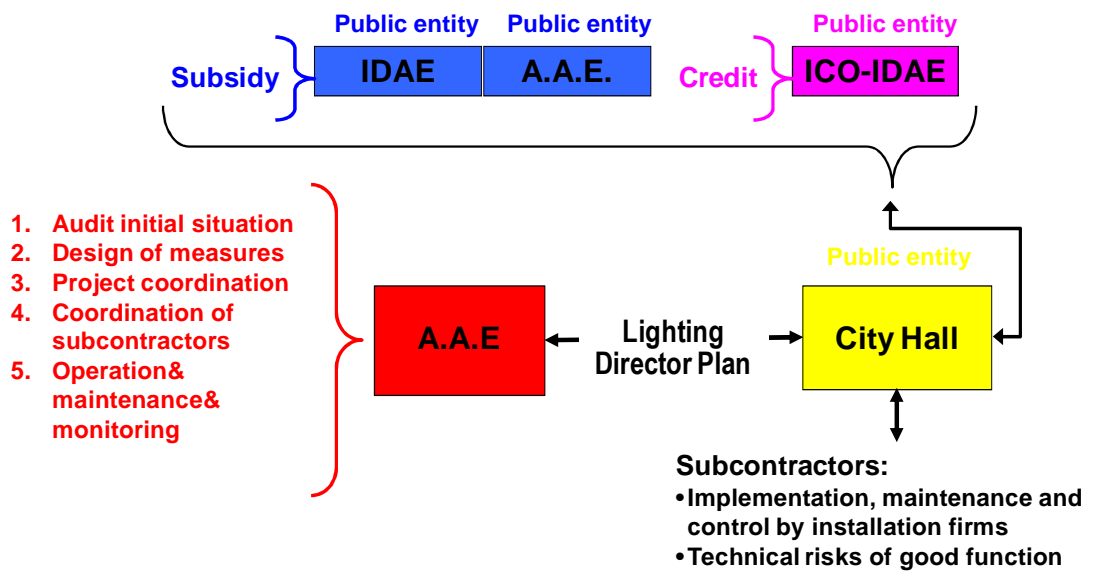 Public entity
Public entity
Public entity
Subsidy
IDAE
A.A.E.
Credit
ICO-IDAE
1. Audit initial situation
2. Design of measures
3. Project coordination
4. Coordination of
subcontractors
5. Operation&
maintenance&
monitoring
A.A.E
Lighting
Director Plan
Public entity
City Hall
Subcontractors:
•Implementation, maintenance and
control by installation firms
•Technical risks of good function